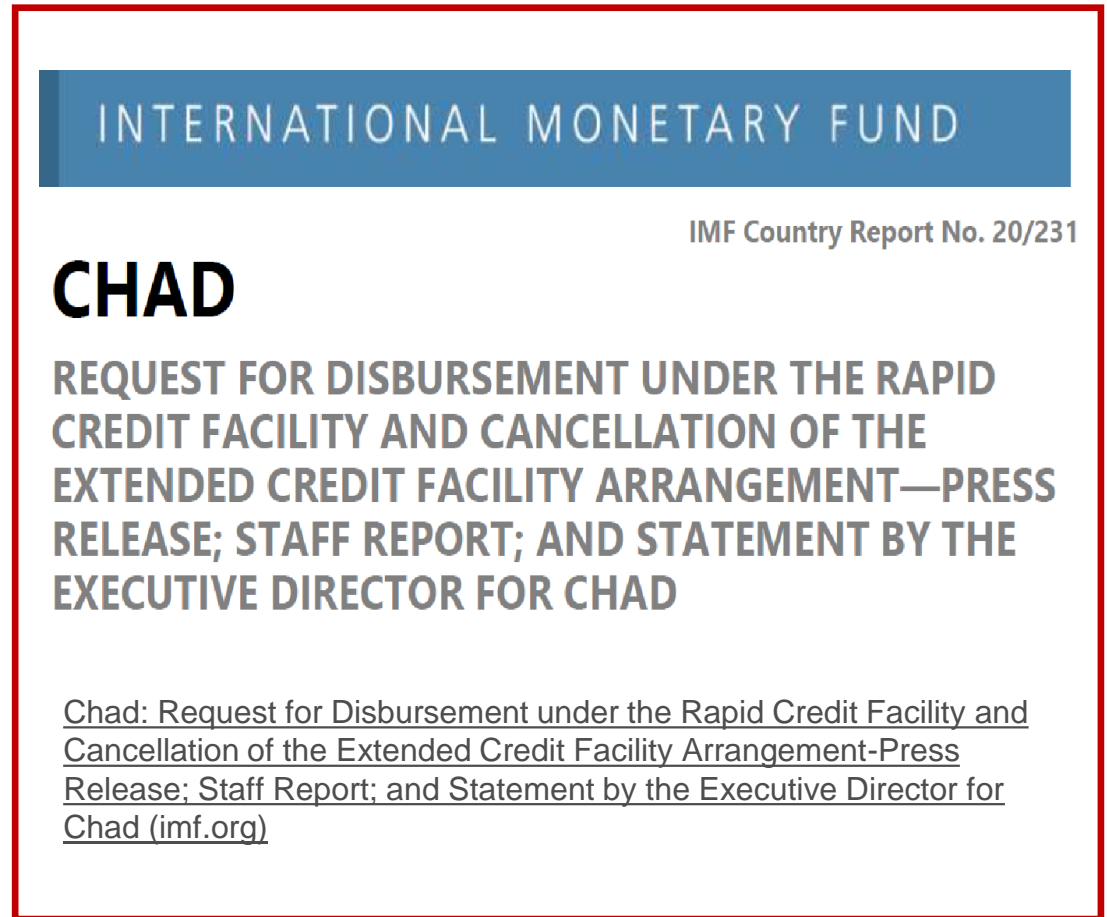 INTERNATIONAL MONETARY FUND
IMF Country Report No. 20/231
CHAD
REQUEST FOR DISBURSEMENT UNDER THE RAPID
CREDIT FACILITY AND CANCELLATION OF THE
EXTENDED CREDIT FACILITY ARRANGEMENT—PRESS
RELEASE; STAFF REPORT; AND STATEMENT BY THE
EXECUTIVE DIRECTOR FOR CHAD
Chad: Request for Disbursement under the Rapid Credit Facility and
Cancellation of the Extended Credit Facility Arrangement-Press
Release; Staff Report; and Statement by the Executive Director for
Chad (imf.org)